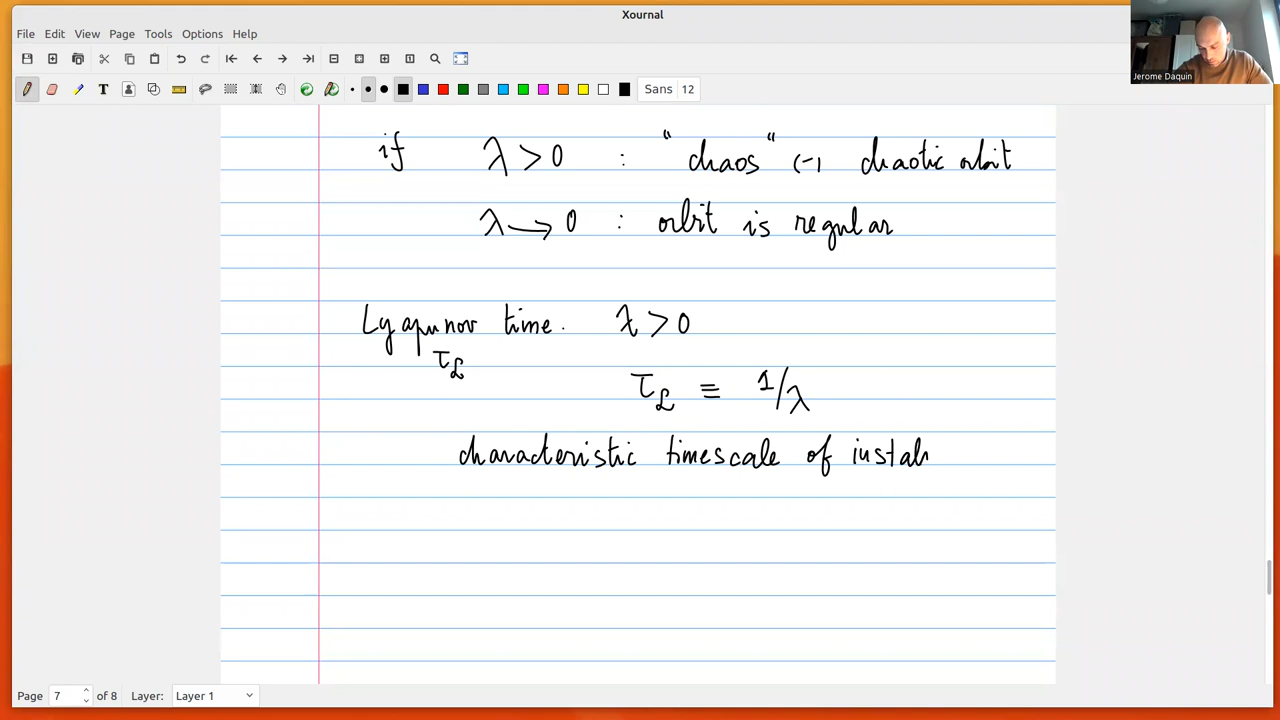 Xournal
File Edit View Page Tools Options Help
Jerome Daquin
Sans 12
if λ > 0 : "chaos" (-) chaotic orbit
λ → 0 : orbit is regular
Lyapunov time. λ > 0
τ_L
τ_L ≡ 1/λ
characteristic timescale of instab
Page 7 of 8 Layer: Layer 1